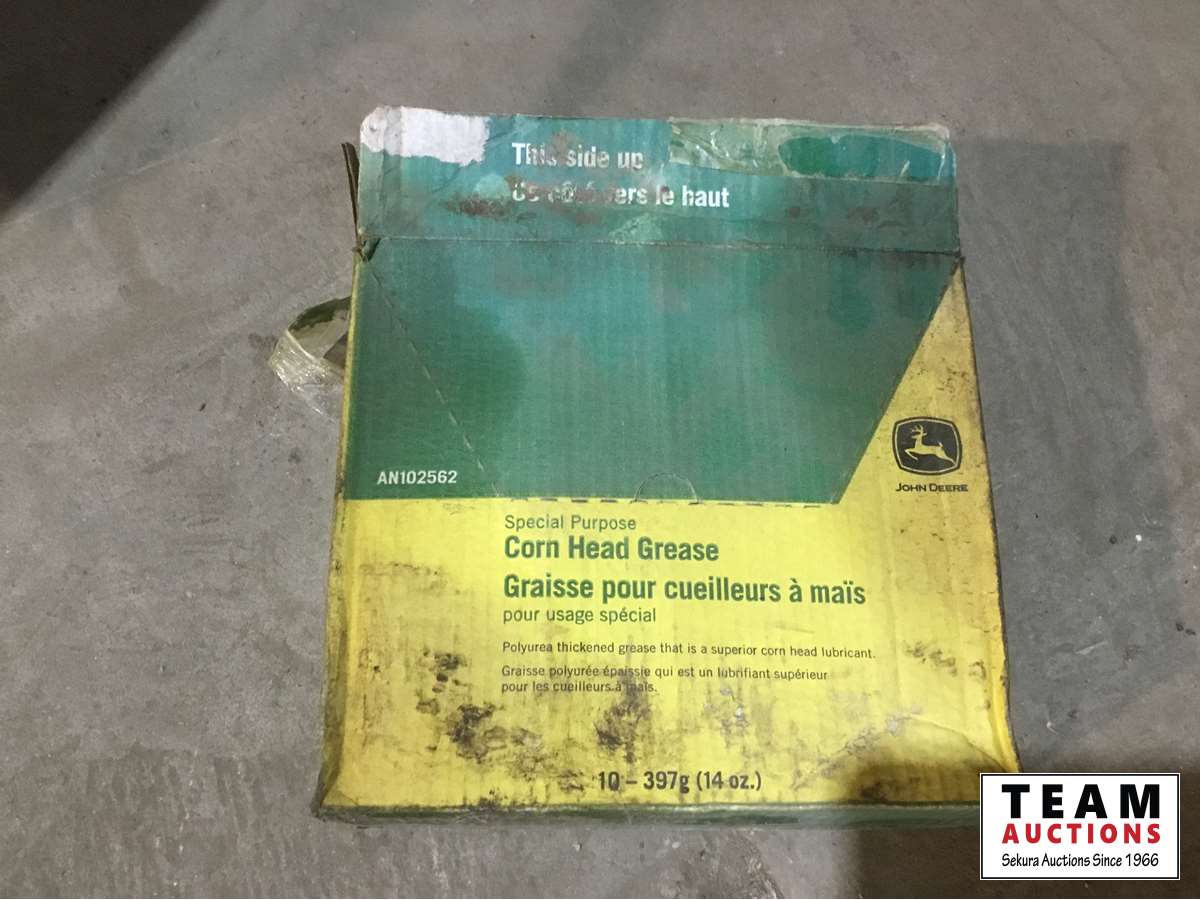 This side up
Ce côté vers le haut
AN102562
JOHN DEERE
Special Purpose
Corn Head Grease
Graisse pour cueilleurs à maïs
pour usage spécial
Polyurea thickened grease that is a superior corn head lubricant.
Graisse polyurée épaissie qui est un lubrifiant supérieur
pour les cueilleurs à maïs.
10 – 397g (14 oz.)
TEAM
AUCTIONS
Sekura Auctions Since 1966